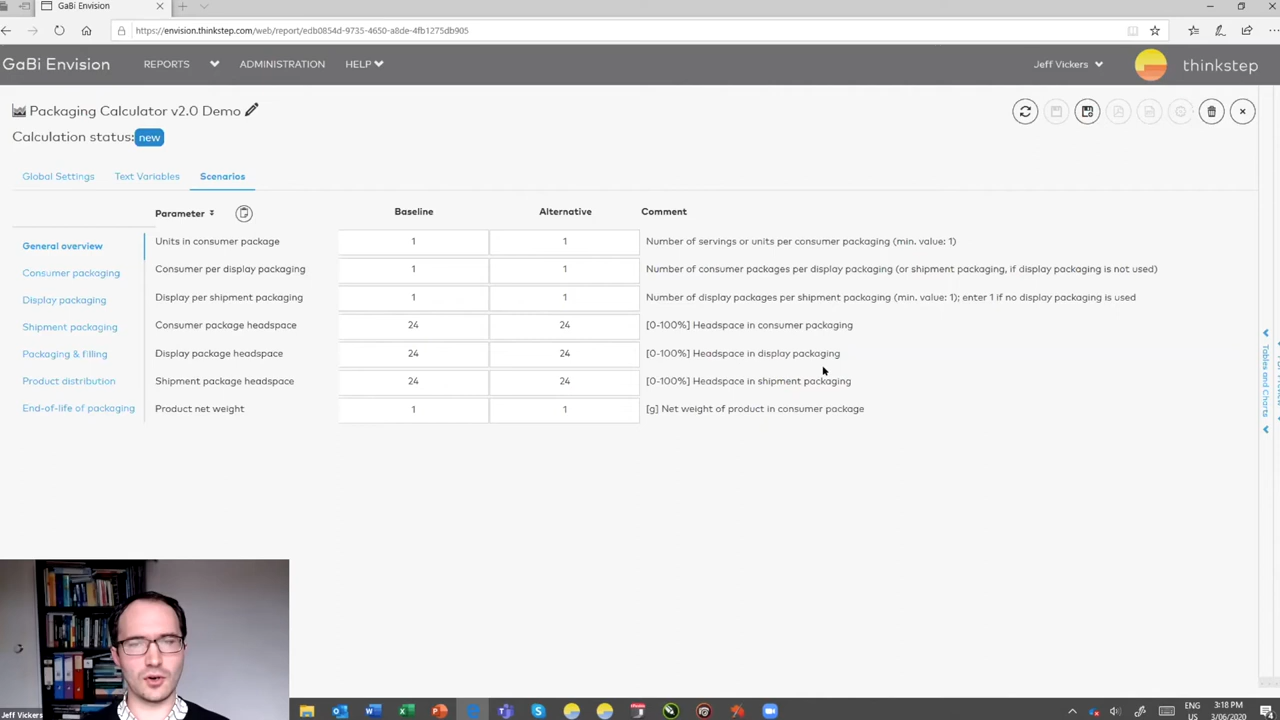 GaBi Envision
https://envision.thinkstep.com/web/report/edb0854d-9735-4650-a8de-4fb1275db905
GaBi Envision REPORTS ADMINISTRATION HELP Jeff Vickers thinkstep
Packaging Calculator v2.0 Demo
Calculation status: new
Global Settings Text Variables Scenarios
Parameter Baseline Alternative Comment
General overview
Consumer packaging
Display packaging
Shipment packaging
Packaging & filling
Product distribution
End-of-life of packaging
Units in consumer package 1 1 Number of servings or units per consumer packaging (min. value: 1)
Consumer per display packaging 1 1 Number of consumer packages per display packaging (or shipment packaging, if display packaging is not used)
Display per shipment packaging 1 1 Number of display packages per shipment packaging (min. value: 1); enter 1 if no display packaging is used
Consumer package headspace 24 24 [0-100%] Headspace in consumer packaging
Display package headspace 24 24 [0-100%] Headspace in display packaging
Shipment package headspace 24 24 [0-100%] Headspace in shipment packaging
Product net weight 1 1 [g] Net weight of product in consumer package
Tables and Charts
Jeff Vickers
ENG
US
3:18 PM
3/06/2020